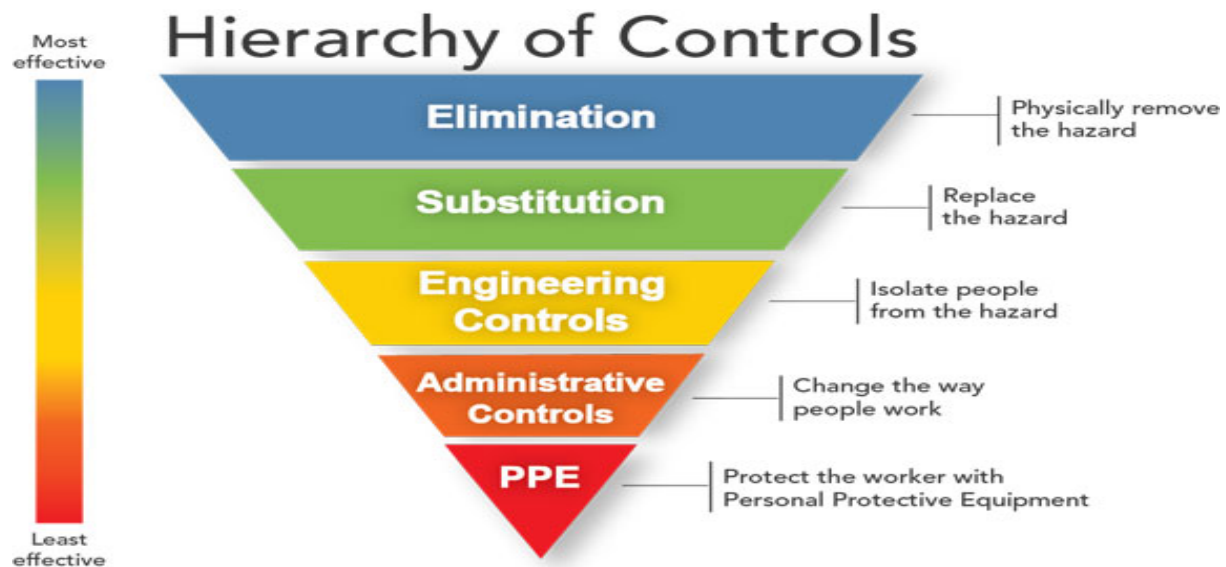 Hierarchy of Controls
Most
effective
Elimination
Physically remove
the hazard
Substitution
Replace
the hazard
Engineering
Controls
Isolate people
from the hazard
Administrative
Controls
Change the way
people work
PPE
Protect the worker with
Personal Protective Equipment
Least
effective